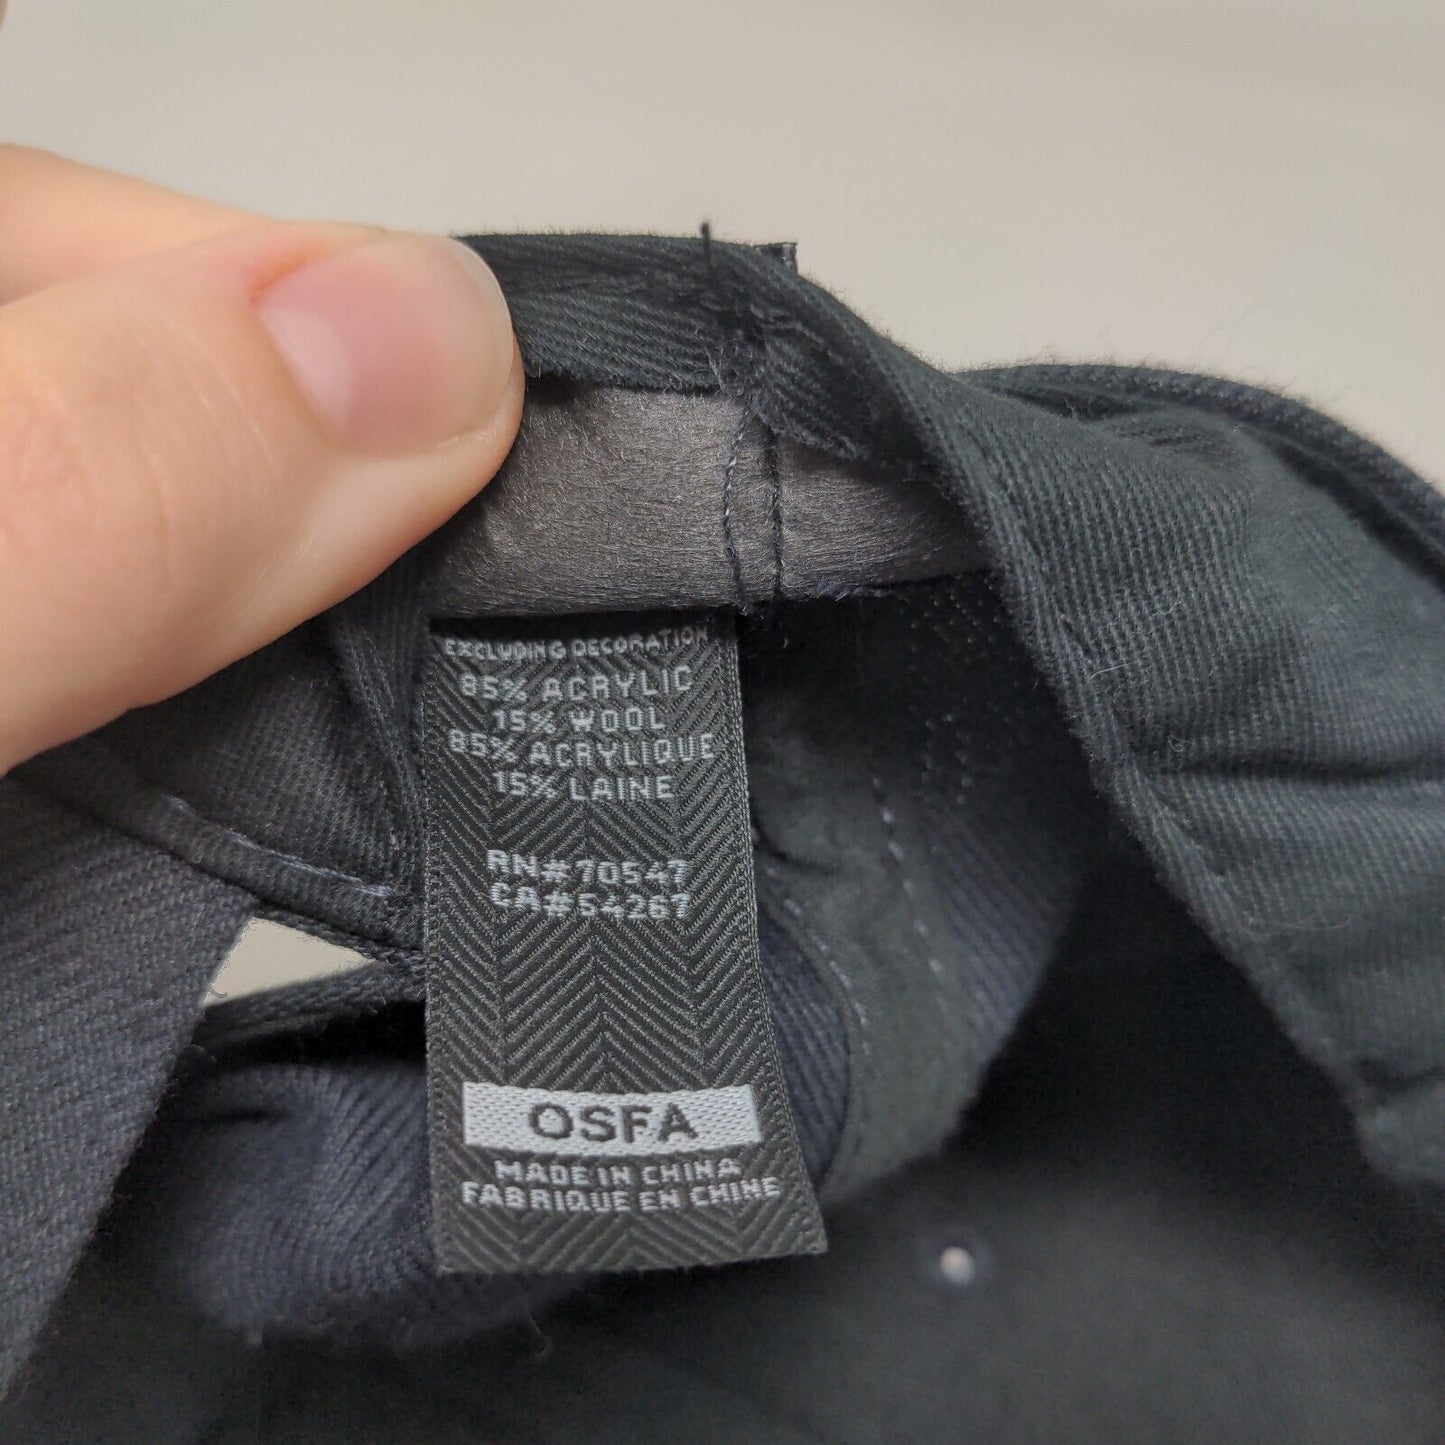 EXCLUDING DECORATION
85% ACRYLIC
15% WOOL
85% ACRYLIQUE
15% LAINE
RN#70547
CA#54267
OSFA
MADE IN CHINA
FABRIQUE EN CHINE